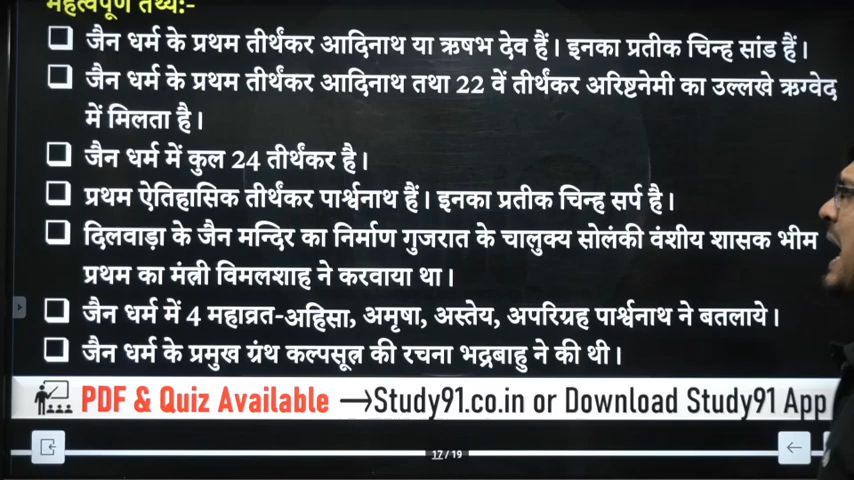 महत्वपूर्ण तथ्यः-
जैन धर्म के प्रथम तीर्थंकर आदिनाथ या ऋषभ देव हैं। इनका प्रतीक चिन्ह सांड हैं।
जैन धर्म के प्रथम तीर्थंकर आदिनाथ तथा 22 वें तीर्थंकर अरिष्टनेमी का उल्लखे ऋग्वेद
में मिलता है।
जैन धर्म में कुल 24 तीर्थंकर है।
प्रथम ऐतिहासिक तीर्थंकर पार्श्वनाथ हैं। इनका प्रतीक चिन्ह सर्प है।
दिलवाड़ा के जैन मन्दिर का निर्माण गुजरात के चालुक्य सोलंकी वंशीय शासक भीम
प्रथम का मंत्री विमलशाह ने करवाया था।
जैन धर्म में 4 महाव्रत-अहिसा, अमृषा, अस्तेय, अपरिग्रह पार्श्वनाथ ने बतलाये।
जैन धर्म के प्रमुख ग्रंथ कल्पसूत्र की रचना भद्रबाहु ने की थी।
PDF & Quiz Available →Study91.co.in or Download Study91 App
17 / 19